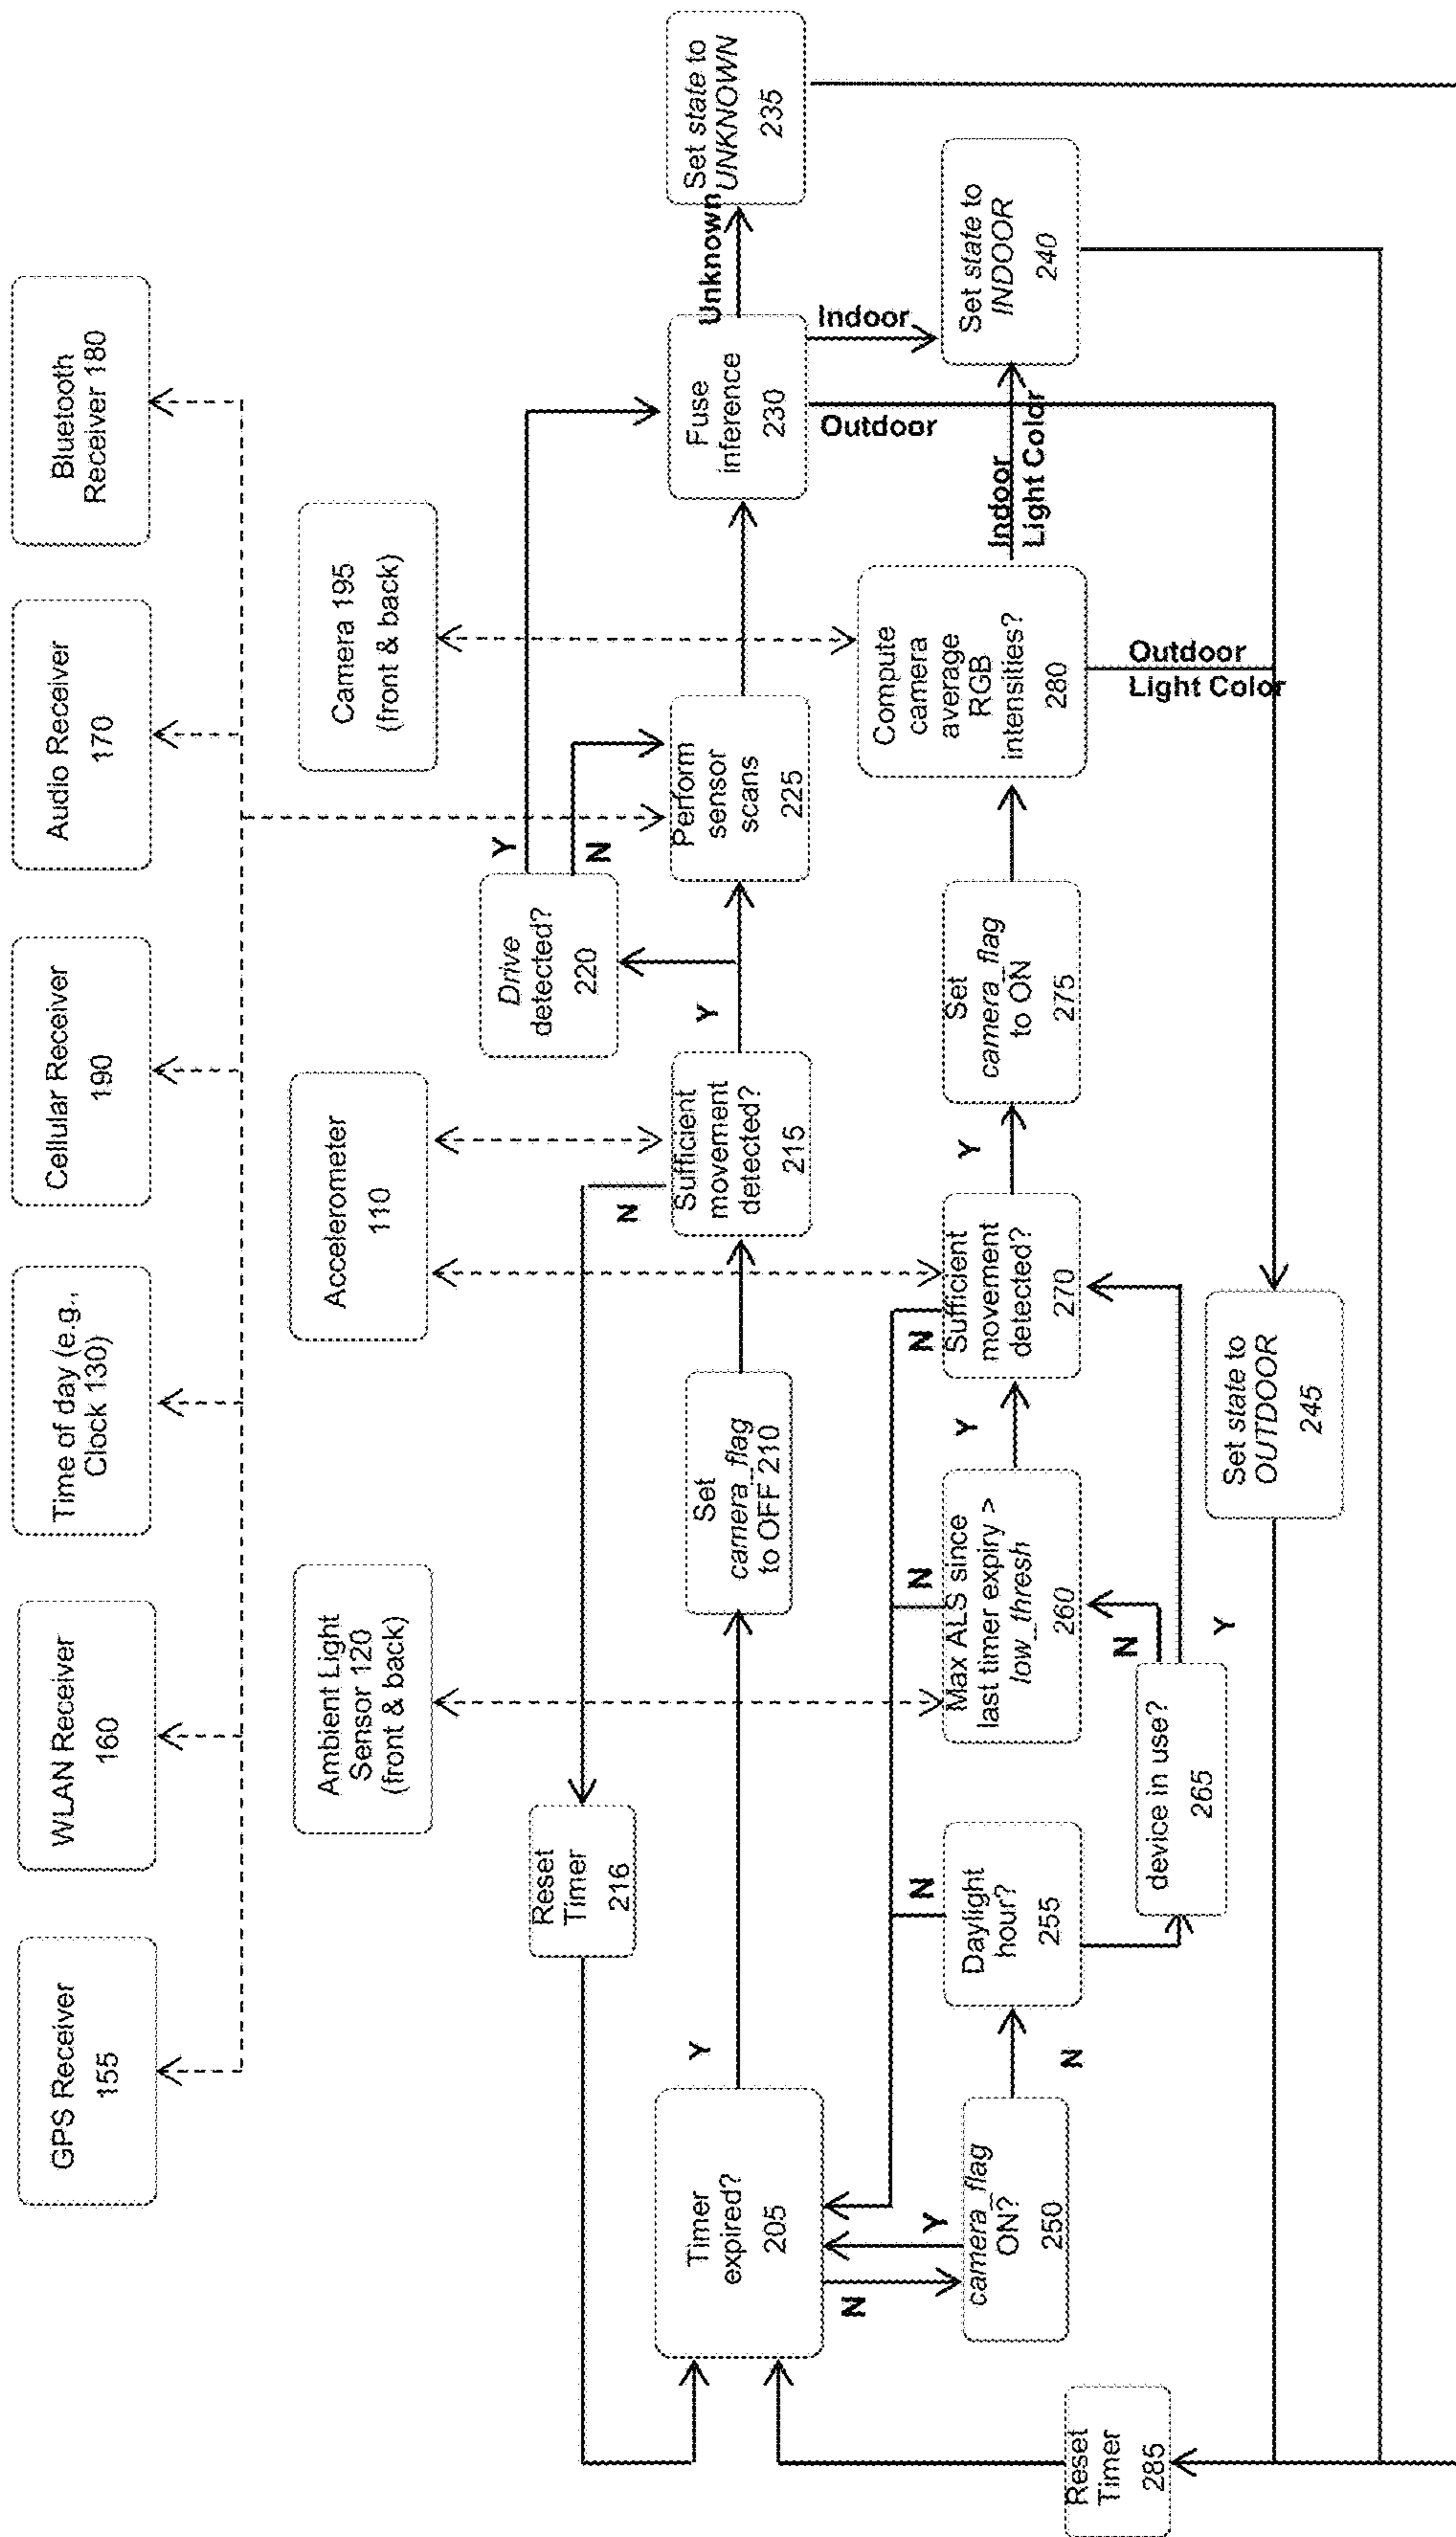 GPS Receiver
155
WLAN Receiver
160
Time of day (e.g.,
Clock 130)
Cellular Receiver
190
Audio Receiver
170
Bluetooth
Receiver 180
Ambient Light
Sensor 120
(front & back)
Accelerometer
110
Camera 195
(front & back)
Reset
Timer
216
Drive
detected?
220
Y
N
N
Timer
expired?
205
Y
Set
camera_flag
to OFF 210
Sufficient
movement
detected?
215
Y
Perform
sensor
scans
225
Fuse
inference
230
Unknown
Set state to
UNKNOWN
235
Indoor
Outdoor
N
Y
camera_flag
ON?
250
N
Daylight
hour?
255
N
Max ALS since
last timer expiry >
low_thresh
260
N
Y
Sufficient
movement
detected?
270
N
Y
Set
camera_flag
to ON
275
Compute
camera
average
RGB
intensities?
280
Indoor
Light Color
Set state to
INDOOR
240
Outdoor
Light Color
device in use?
265
N
Y
Set state to
OUTDOOR
245
Reset
Timer
285